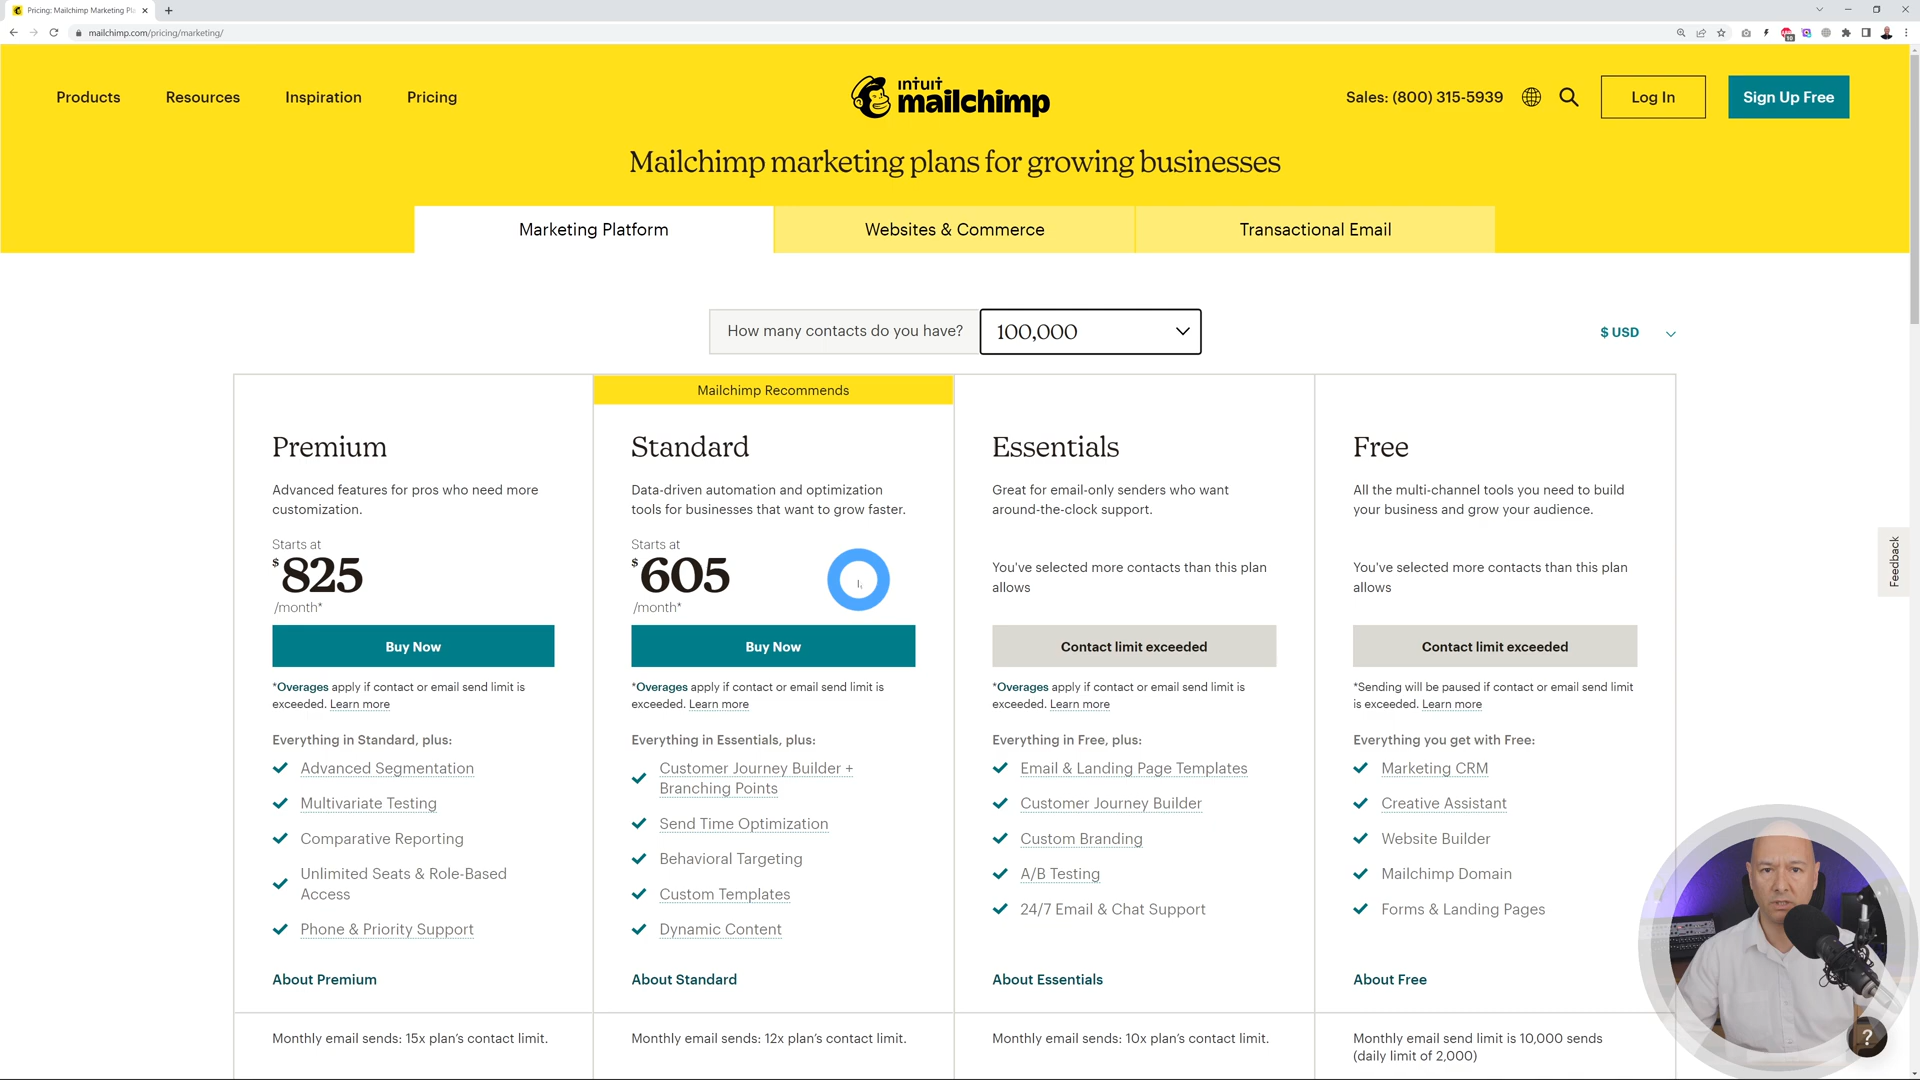 Pricing: Mailchimp Marketing Pla
mailchimp.com/pricing/marketing/
Products
Resources
Inspiration
Pricing
INTUIT
mailchimp
Sales: (800) 315-5939
Log In
Sign Up Free
Mailchimp marketing plans for growing businesses
Marketing Platform
Websites & Commerce
Transactional Email
How many contacts do you have?
100,000
$ USD
Mailchimp Recommends
Premium
Advanced features for pros who need more
customization.
Starts at
$825
/month*
Buy Now
*Overages apply if contact or email send limit is
exceeded. Learn more
Everything in Standard, plus:
Advanced Segmentation
Multivariate Testing
Comparative Reporting
Unlimited Seats & Role-Based
Access
Phone & Priority Support
About Premium
Monthly email sends: 15x plan's contact limit.
Standard
Data-driven automation and optimization
tools for businesses that want to grow faster.
Starts at
$605
/month*
Buy Now
*Overages apply if contact or email send limit is
exceeded. Learn more
Everything in Essentials, plus:
Customer Journey Builder +
Branching Points
Send Time Optimization
Behavioral Targeting
Custom Templates
Dynamic Content
About Standard
Monthly email sends: 12x plan's contact limit.
Essentials
Great for email-only senders who want
around-the-clock support.
You've selected more contacts than this plan
allows
Contact limit exceeded
*Overages apply if contact or email send limit is
exceeded. Learn more
Everything in Free, plus:
Email & Landing Page Templates
Customer Journey Builder
Custom Branding
A/B Testing
24/7 Email & Chat Support
About Essentials
Monthly email sends: 10x plan's contact limit.
Free
All the multi-channel tools you need to build
your business and grow your audience.
You've selected more contacts than this plan
allows
Contact limit exceeded
*Sending will be paused if contact or email send limit
is exceeded. Learn more
Everything you get with Free:
Marketing CRM
Creative Assistant
Website Builder
Mailchimp Domain
Forms & Landing Pages
About Free
Monthly email send limit is 10,000 sends
(daily limit of 2,000)
Feedback
?